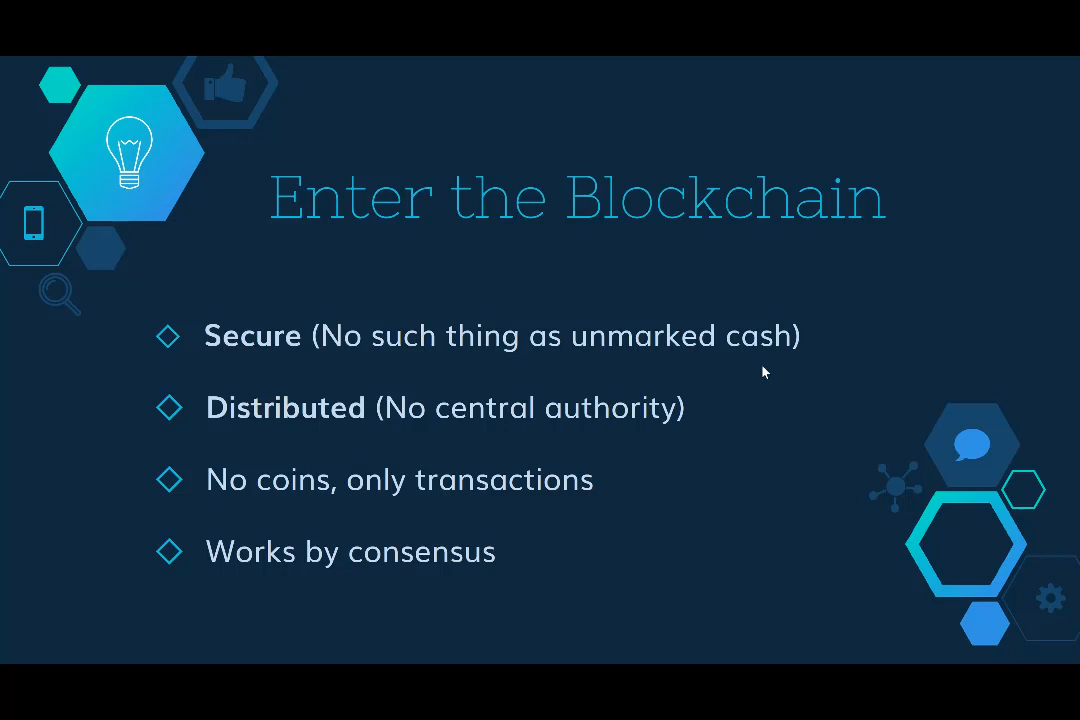 Enter the Blockchain
Secure (No such thing as unmarked cash)
Distributed (No central authority)
No coins, only transactions
Works by consensus